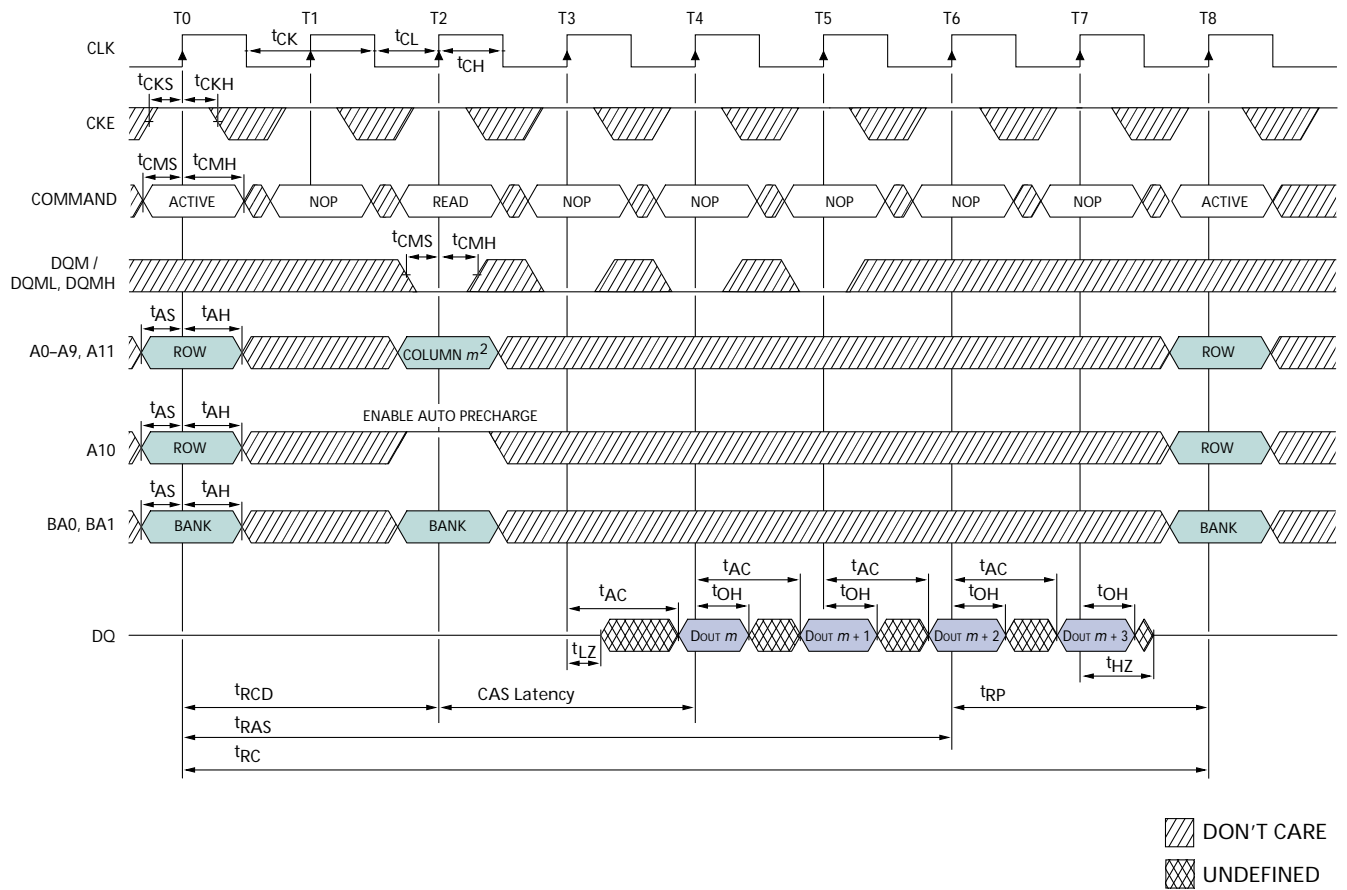 T0 T1 T2 T3 T4 T5 T6 T7 T8
CLK
tCK tCL
tCH
tCKS tCKH
CKE
tCMS tCMH
COMMAND ACTIVE NOP READ NOP NOP NOP NOP NOP ACTIVE
tCMS tCMH
DQM /
DQML, DQMH
tAS tAH
A0–A9, A11 ROW COLUMN m2 ROW
ENABLE AUTO PRECHARGE
tAS tAH
A10 ROW ROW
tAS tAH
BA0, BA1 BANK BANK BANK
tAC tAC tAC tAC
tOH tOH tOH tOH
DQ DOUT m DOUT m + 1 DOUT m + 2 DOUT m + 3
tLZ tHZ
tRCD CAS Latency tRP
tRAS
tRC
DON'T CARE
UNDEFINED